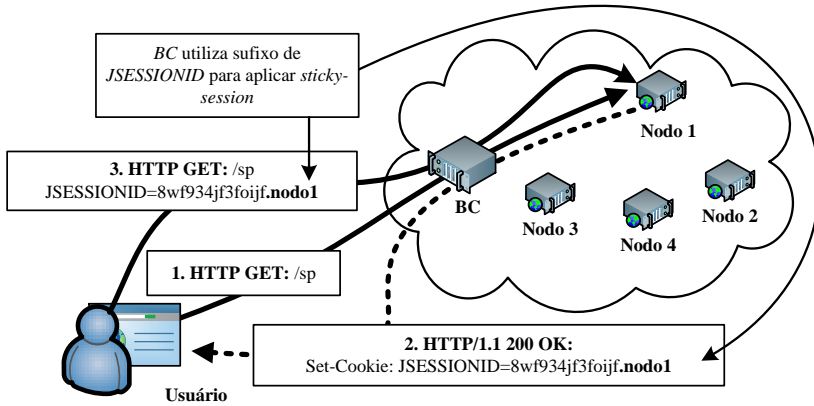 BC utiliza sufixo de
JSESSIONID para aplicar sticky-
session
3. HTTP GET: /sp
JSESSIONID=8wf934jf3foijf.nodo1
1. HTTP GET: /sp
BC
Nodo 1
Nodo 2
Nodo 3
Nodo 4
2. HTTP/1.1 200 OK:
Set-Cookie: JSESSIONID=8wf934jf3foijf.nodo1
Usuário